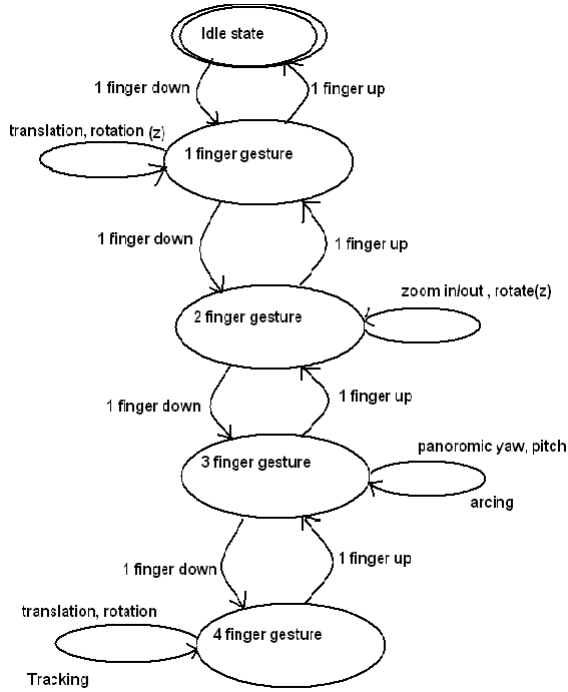 Idle state
1 finger down
1 finger up
translation, rotation (z)
1 finger gesture
1 finger down
1 finger up
zoom in/out , rotate(z)
2 finger gesture
1 finger down
1 finger up
panoromic yaw, pitch
3 finger gesture
arcing
1 finger down
1 finger up
translation, rotation
4 finger gesture
Tracking